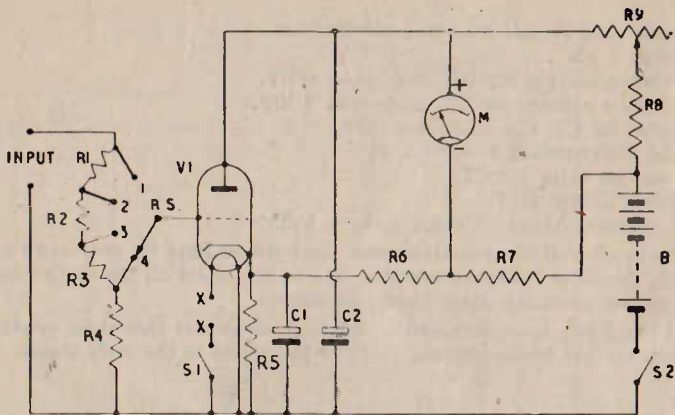 R9
+
M
-
R8
INPUT
R1
1
V1
2
R2
R.S.
3
4
R3
R6
R7
B
X
X
C1
C2
R4
S1
R5
S2